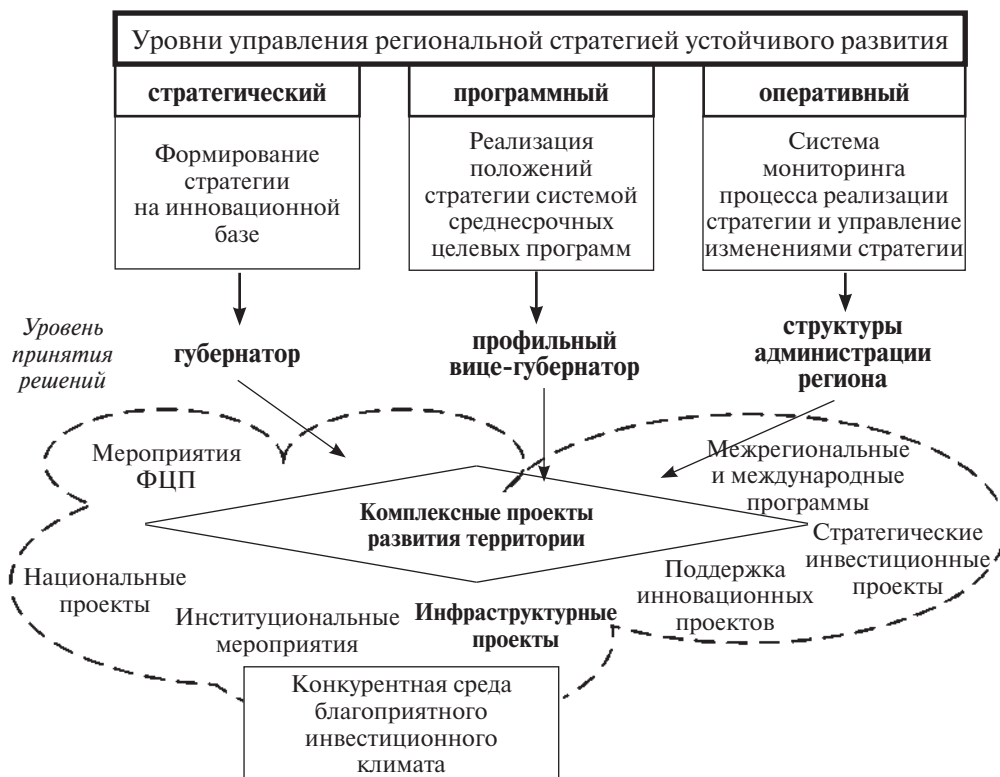 Уровни управления региональной стратегией устойчивого развития
стратегический
программный
оперативный
Формирование
стратегии
на инновационной
базе
Реализация
положений
стратегии системой
среднесрочных
целевых программ
Система
мониторинга
процесса реализации
стратегии и управление
изменениями стратегии
Уровень
принятия
решений
губернатор
профильный
вице-губернатор
структуры
администрации
региона
Мероприятия
ФЦП
Межрегиональные
и международные
программы
Комплексные проекты
развития территории
Стратегические
инвестиционные
проекты
Национальные
проекты
Институциональные
мероприятия
Инфраструктурные
проекты
Поддержка
инновационных
проектов
Конкурентная среда
благоприятного
инвестиционного
климата